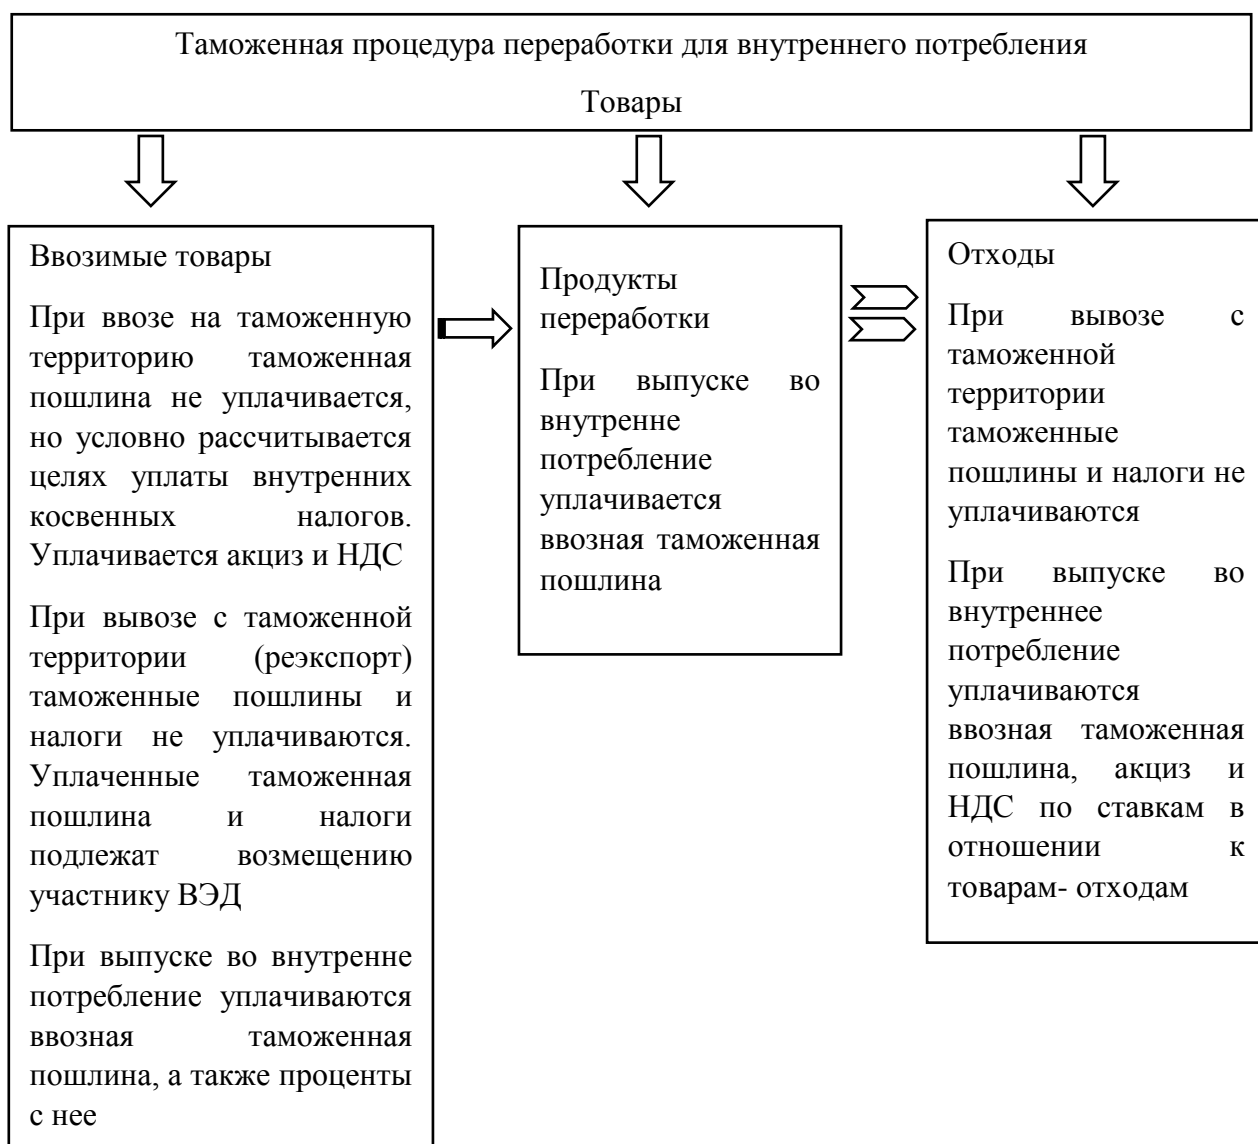 Таможенная процедура переработки для внутреннего потребления
Товары
Ввозимые товары
При ввозе на таможенную
территорию таможенная
пошлина не уплачивается,
но условно рассчитывается
целях уплаты внутренних
косвенных налогов.
Уплачивается акциз и НДС
При вывозе с таможенной
территории (реэкспорт)
таможенные пошлины и
налоги не уплачиваются.
Уплаченные таможенная
пошлина и налоги
подлежат возмещению
участнику ВЭД
При выпуске во внутренне
потребление уплачиваются
ввозная таможенная
пошлина, а также проценты
с нее
Продукты
переработки
При выпуске во
внутренне
потребление
уплачивается
ввозная таможенная
пошлина
Отходы
При вывозе с
таможенной
территории
таможенные
пошлины и налоги не
уплачиваются
При выпуске во
внутреннее
потребление
уплачиваются
ввозная таможенная
пошлина, акциз и
НДС по ставкам в
отношении к
товарам- отходам